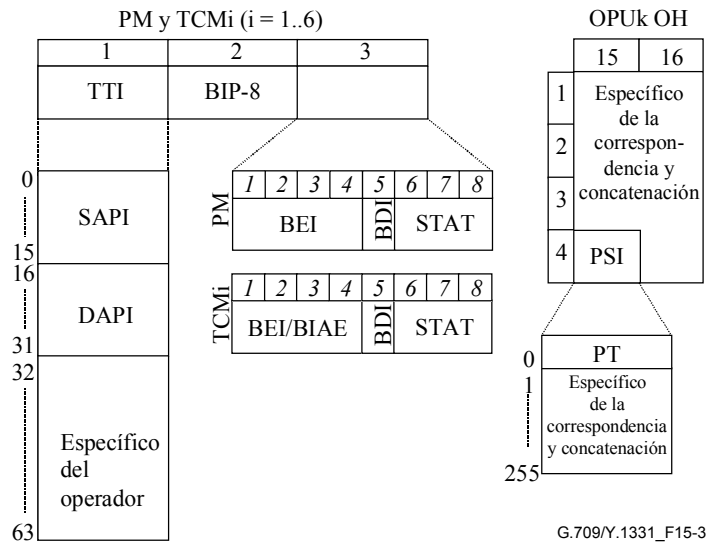 PM y TCMi (i = 1..6)
1 2 3
TTI BIP-8
0
SAPI
15
16
DAPI
31
32
Específico
del
operador
63
PM
1 2 3 4 5 6 7 8
BEI BDI STAT
TCMi
1 2 3 4 5 6 7 8
BEI/BIAE BDI STAT
OPUk OH
15 16
1
2
3
4
Específico
de la
correspon-
dencia y
concatenación
PSI
0
PT
1
Específico
de la
correspondencia
y concatenación
255
G.709/Y.1331_F15-3